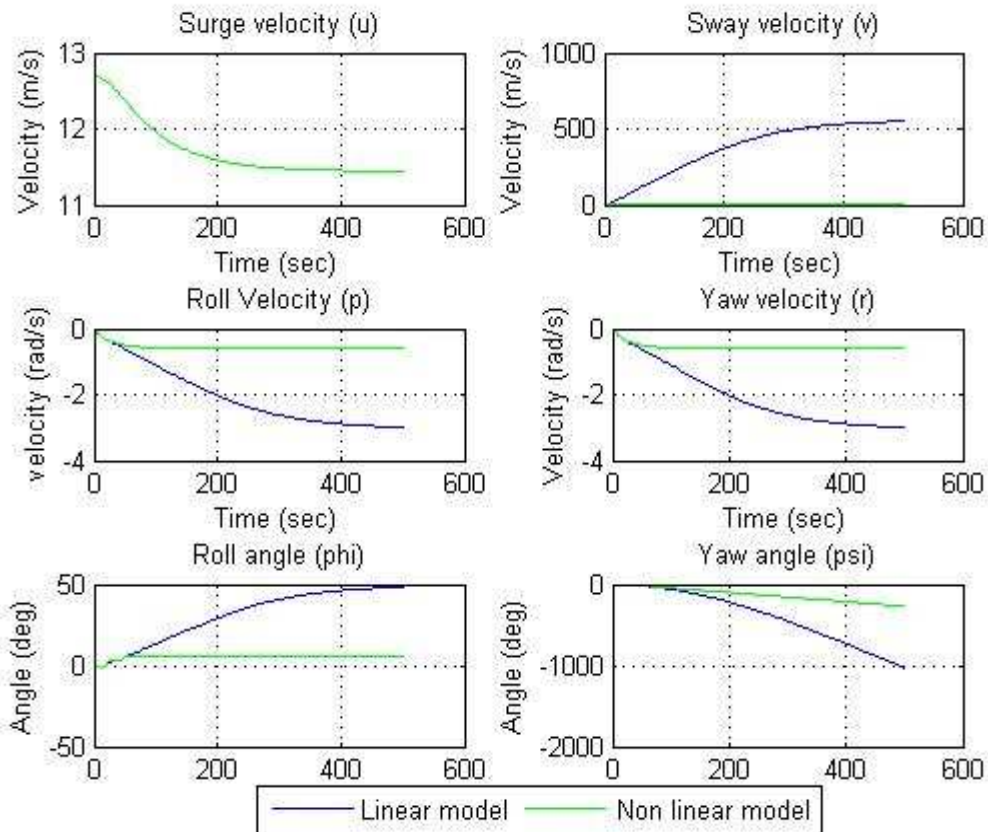 Surge velocity (u)
Velocity (m/s)
13
12
11
0
200
400
600
Time (sec)
Sway velocity (v)
Velocity (m/s)
1000
500
0
0
200
400
600
Time (sec)
Roll Velocity (p)
velocity (rad/s)
0
-2
-4
0
200
400
600
Time (sec)
Yaw velocity (r)
Velocity (rad/s)
0
-2
-4
0
200
400
600
Time (sec)
Roll angle (phi)
Angle (deg)
50
0
-50
0
200
400
600
Yaw angle (psi)
Angle (deg)
0
-1000
-2000
0
200
400
600
Linear model
Non linear model